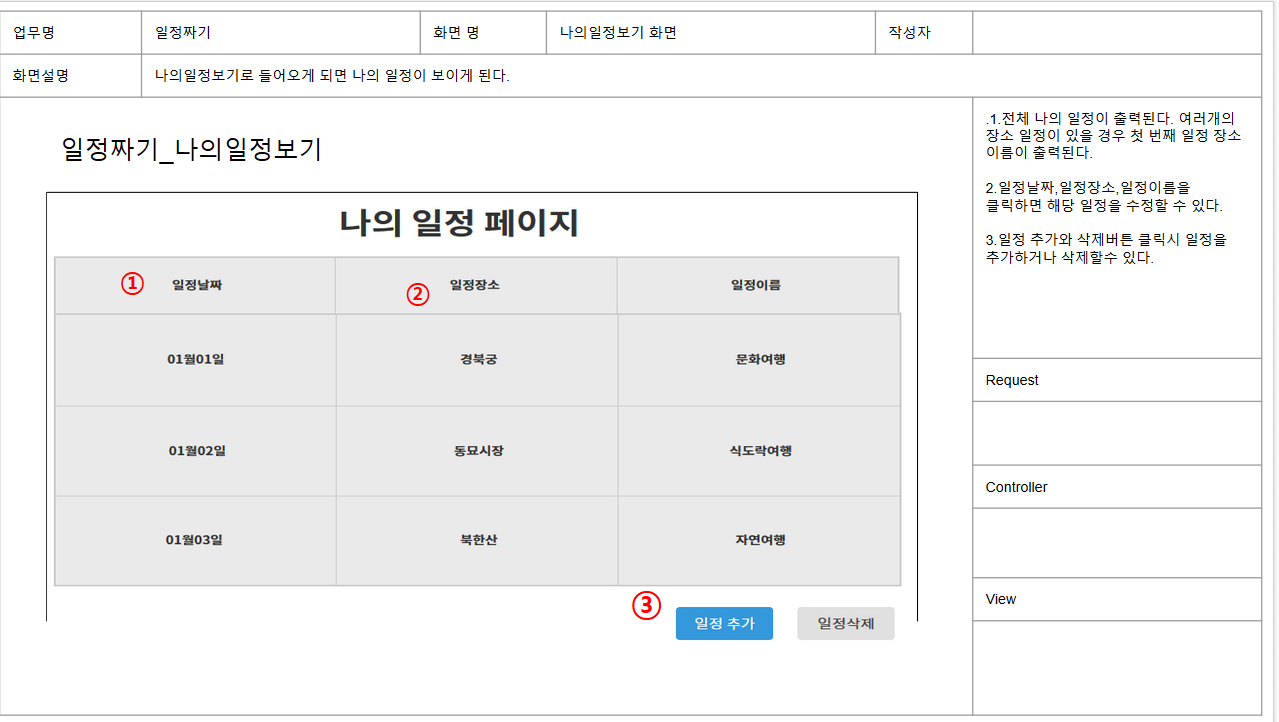 업무명 일정짜기 화면 명 나의일정보기 화면 작성자
화면설명 나의일정보기로 들어오게 되면 나의 일정이 보이게 된다.
일정짜기_나의일정보기
나의 일정 페이지
① 일정날짜 ② 일정장소 일정이름
01월01일 경복궁 문화여행
01월02일 동묘시장 식도락여행
01월03일 북한산 자연여행
③ 일정 추가 일정삭제
.1.전체 나의 일정이 출력된다. 여러개의
장소 일정이 있을 경우 첫 번째 일정 장소
이름이 출력된다.
2.일정날짜,일정장소,일정이름을
클릭하면 해당 일정을 수정할 수 있다.
3.일정 추가와 삭제버튼 클릭시 일정을
추가하거나 삭제할수 있다.
Request
Controller
View